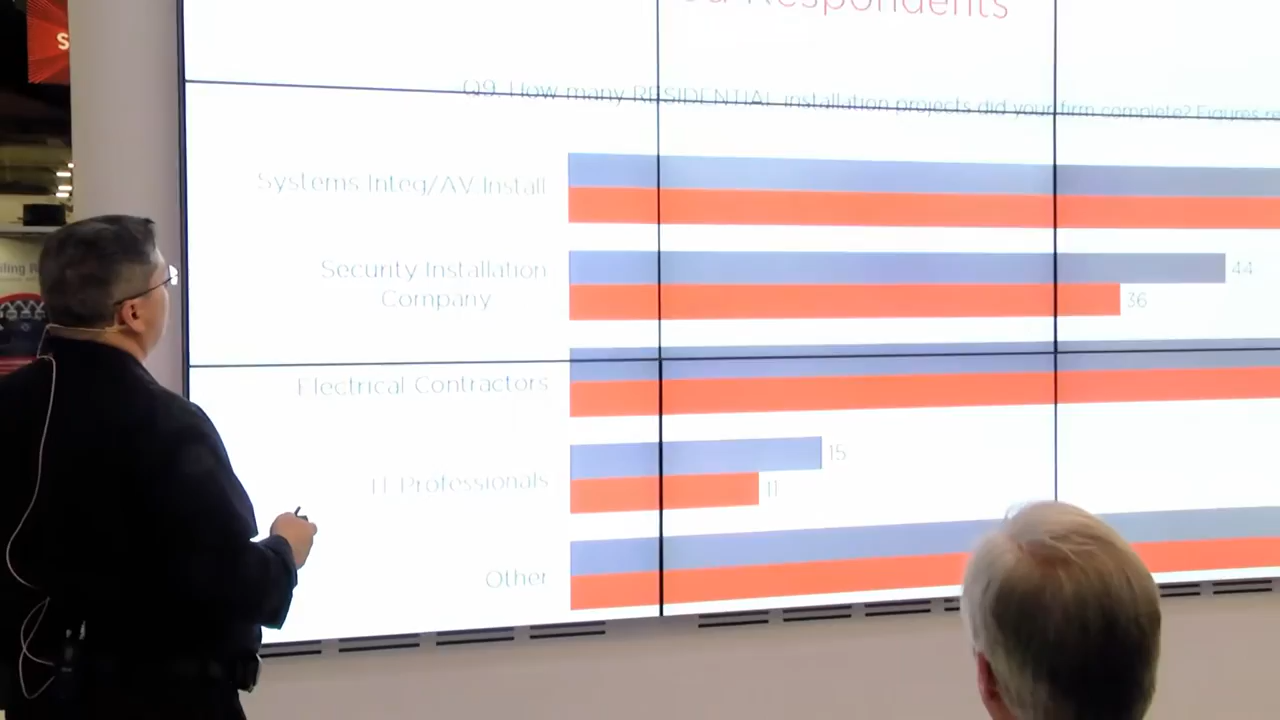 S
Respondents
Q9. How many RESIDENTIAL installation projects did your firm complete? Figures
Systems Integ/AV Install
Security Installation
Company
44
36
Electrical Contractors
IT Professionals
15
11
Other